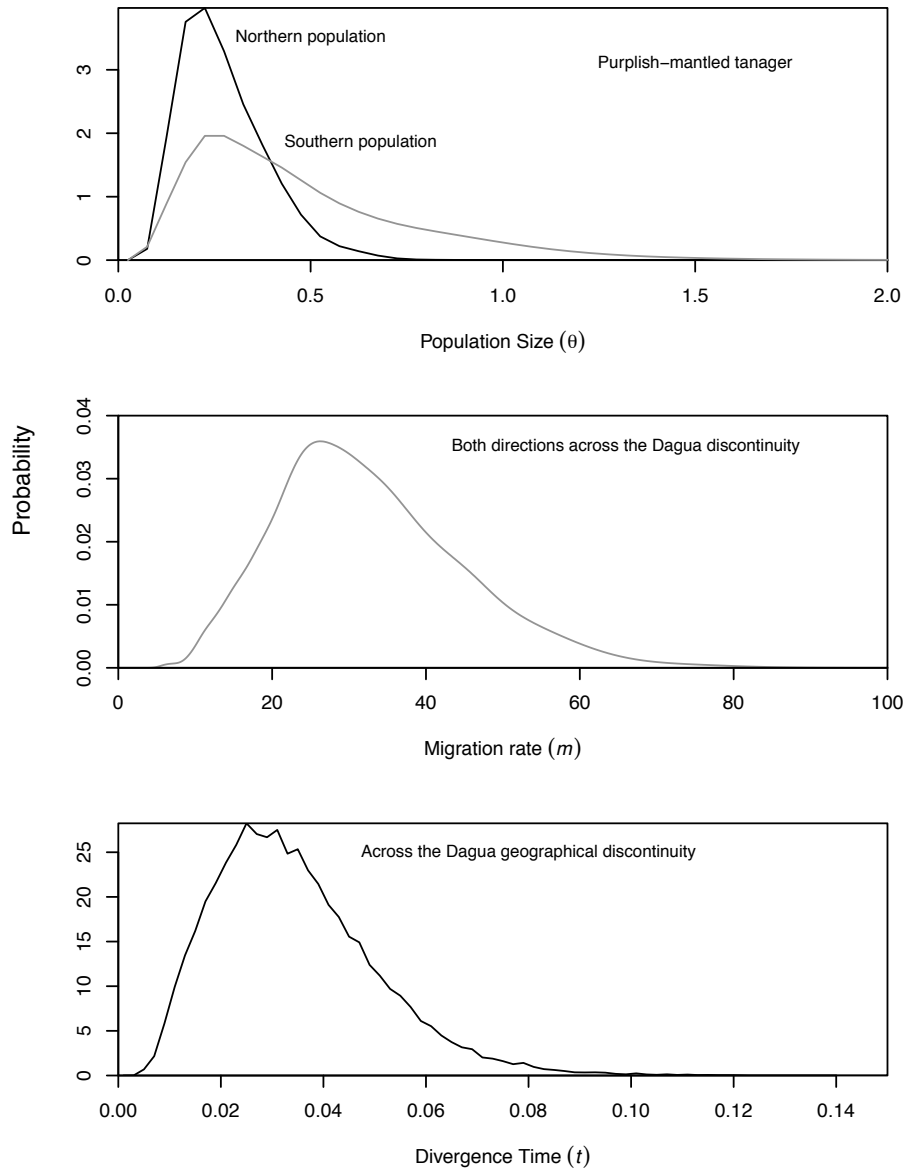 Northern population
Purplish−mantled tanager
Southern population
0 1 2 3
0.0 0.5 1.0 1.5 2.0
Population Size (θ)
Probability
Both directions across the Dagua discontinuity
0.00 0.01 0.02 0.03 0.04
0 20 40 60 80 100
Migration rate (m)
Across the Dagua geographical discontinuity
0 5 10 15 20 25
0.00 0.02 0.04 0.06 0.08 0.10 0.12 0.14
Divergence Time (t)